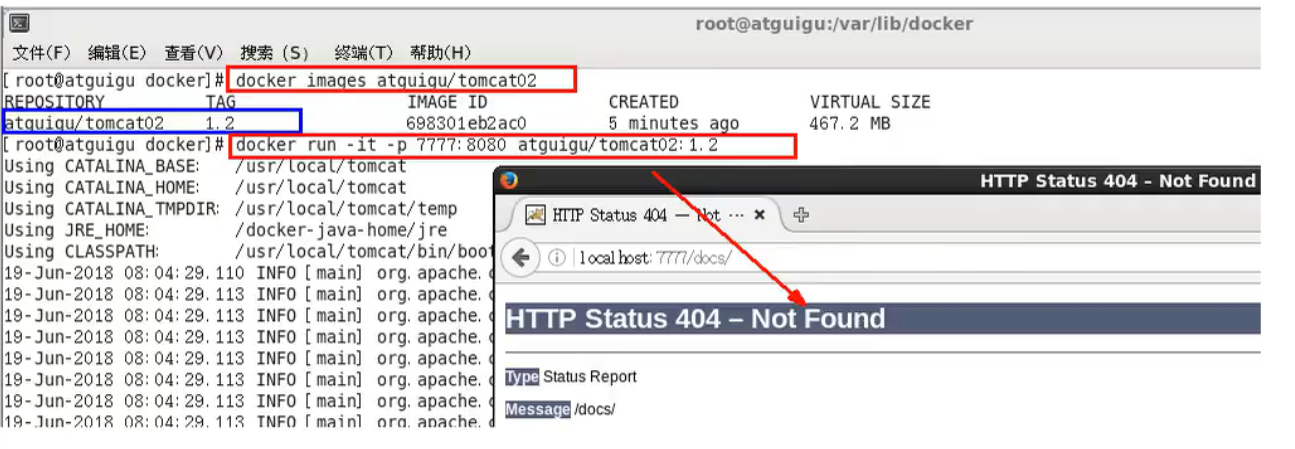 root@atguigu:/var/lib/docker
文件(F) 编辑(E) 查看(V) 搜索 (S) 终端(T) 帮助(H)
[ root@atguigu docker]# docker images atguigu/tomcat02
REPOSITORY TAG IMAGE ID CREATED VIRTUAL SIZE
atguigu/tomcat02 1.2 698301eb2ac0 5 minutes ago 467.2 MB
[ root@atguigu docker]# docker run -it -p 7777:8080 atguigu/tomcat02:1.2
Using CATALINA_BASE: /usr/local/tomcat
Using CATALINA_HOME: /usr/local/tomcat
Using CATALINA_TMPDIR: /usr/local/tomcat/temp
Using JRE_HOME: /docker-java-home/jre
Using CLASSPATH: /usr/local/tomcat/bin/boot
19-Jun-2018 08:04:29.110 INFO [main] org.apache.
19-Jun-2018 08:04:29.113 INFO [main] org.apache.
19-Jun-2018 08:04:29.113 INFO [main] org.apache.
19-Jun-2018 08:04:29.113 INFO [main] org.apache.
19-Jun-2018 08:04:29.113 INFO [main] org.apache.
19-Jun-2018 08:04:29.113 INFO [main] org.apache.
19-Jun-2018 08:04:29.113 INFO [main] org.apache.
19-Jun-2018 08:04:29.113 INFO [main] org.apache.
HTTP Status 404 – Not Found
HTTP Status 404 — Not ···
localhost:7777/docs/
HTTP Status 404 – Not Found
Type Status Report
Message /docs/